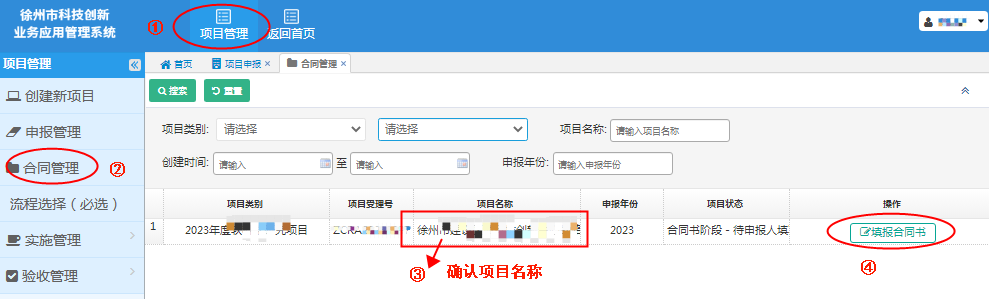 徐州市科技创新
业务应用管理系统
①
项目管理
返回首页
项目管理
首页
项目申报 ×
合同管理 ×
创建新项目
申报管理
合同管理
②
流程选择（必选）
实施管理
验收管理
搜索
重置
项目类别:
请选择
请选择
项目名称:
请输入项目名称
创建时间:
请输入
至
请输入
申报年份:
请输入申报年份
项目类别
项目受理号
项目名称
申报年份
项目状态
操作
1
2023年度 项目
徐州
2023
合同书阶段 - 待申报人填
填报合同书
③
确认项目名称
④